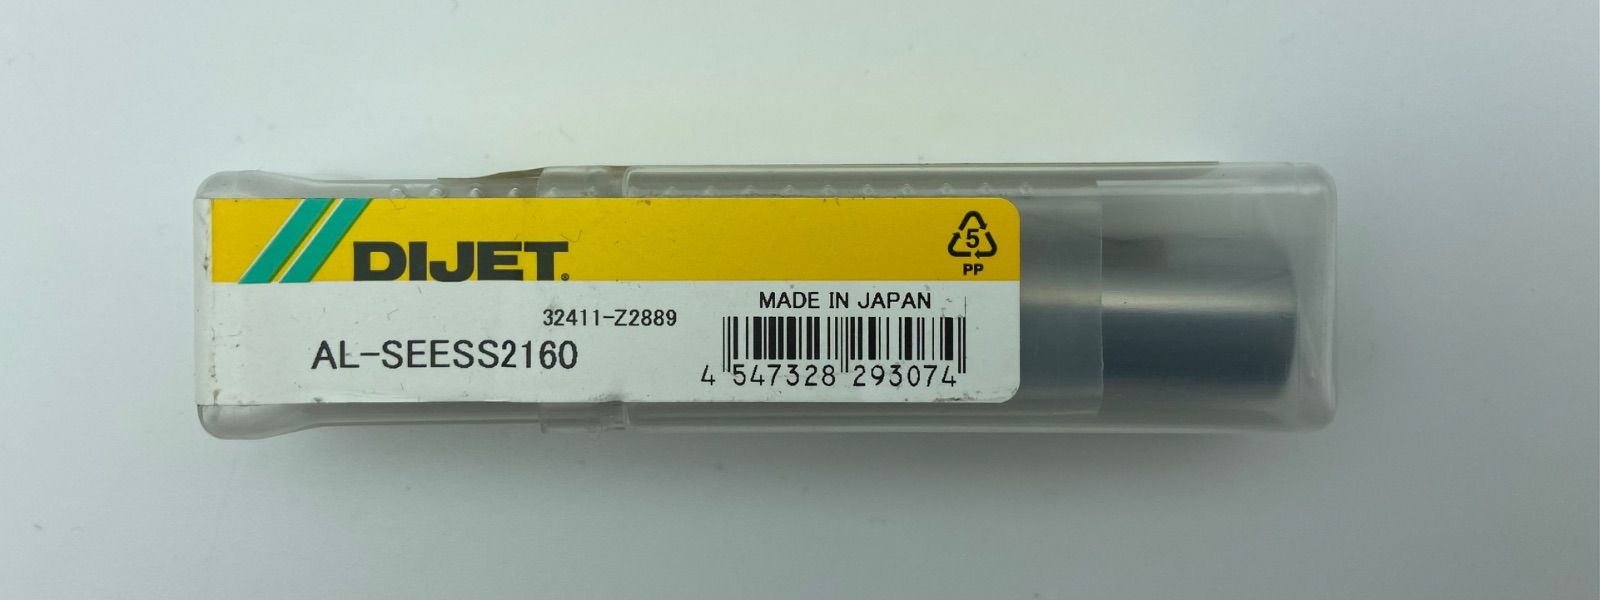 DIJET®
5
PP
32411-Z2889
MADE IN JAPAN
AL-SEESS2160
4 547328 293074